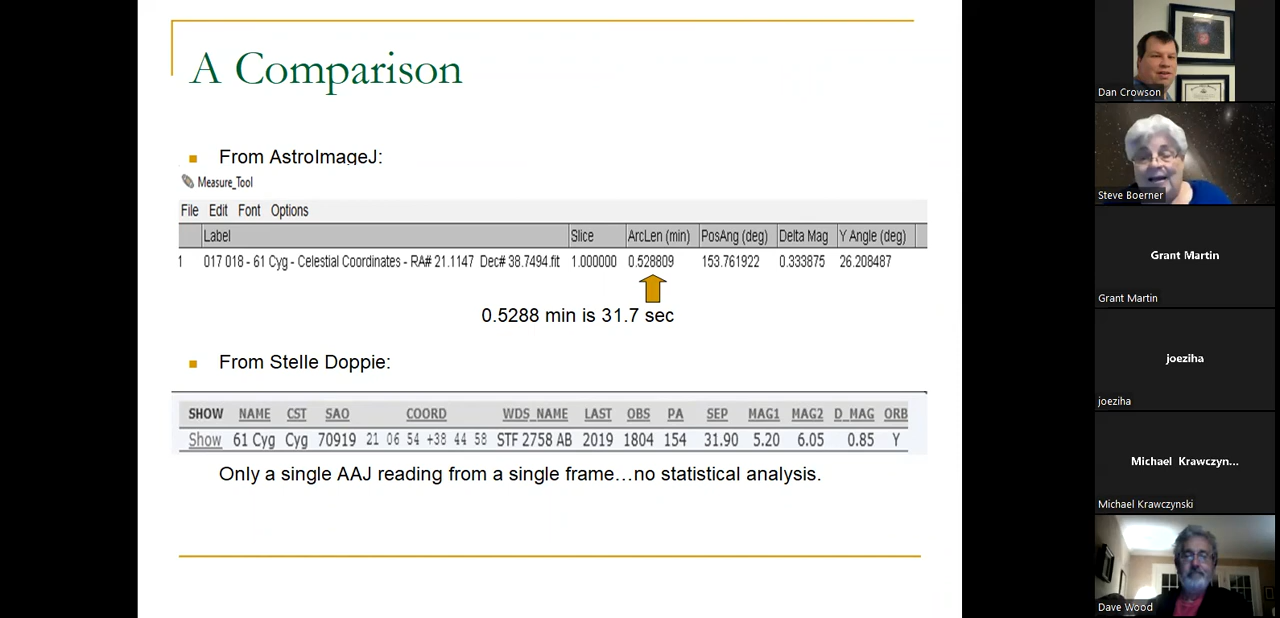 A Comparison
From AstroImageJ:
Measure_Tool
File Edit Font Options
Label Slice ArcLen (min) PosAng (deg) Delta Mag Y Angle (deg)
1 017 018 - 61 Cyg - Celestial Coordinates - RA# 21.1147 Dec# 38.7494.fit 1.000000 0.528809 153.761922 0.333875 26.208487
0.5288 min is 31.7 sec
From Stelle Doppie:
SHOW NAME CST SAO COORD WDS_NAME LAST OBS PA SEP MAG1 MAG2 D_MAG ORB
Show 61 Cyg Cyg 70919 21 06 54 +38 44 58 STF 2758 AB 2019 1804 154 31.90 5.20 6.05 0.85 Y
Only a single AAJ reading from a single frame…no statistical analysis.
Dan Crowson
Steve Boerner
Grant Martin
Grant Martin
joeziha
joeziha
Michael Krawczyn...
Michael Krawczynski
Dave Wood